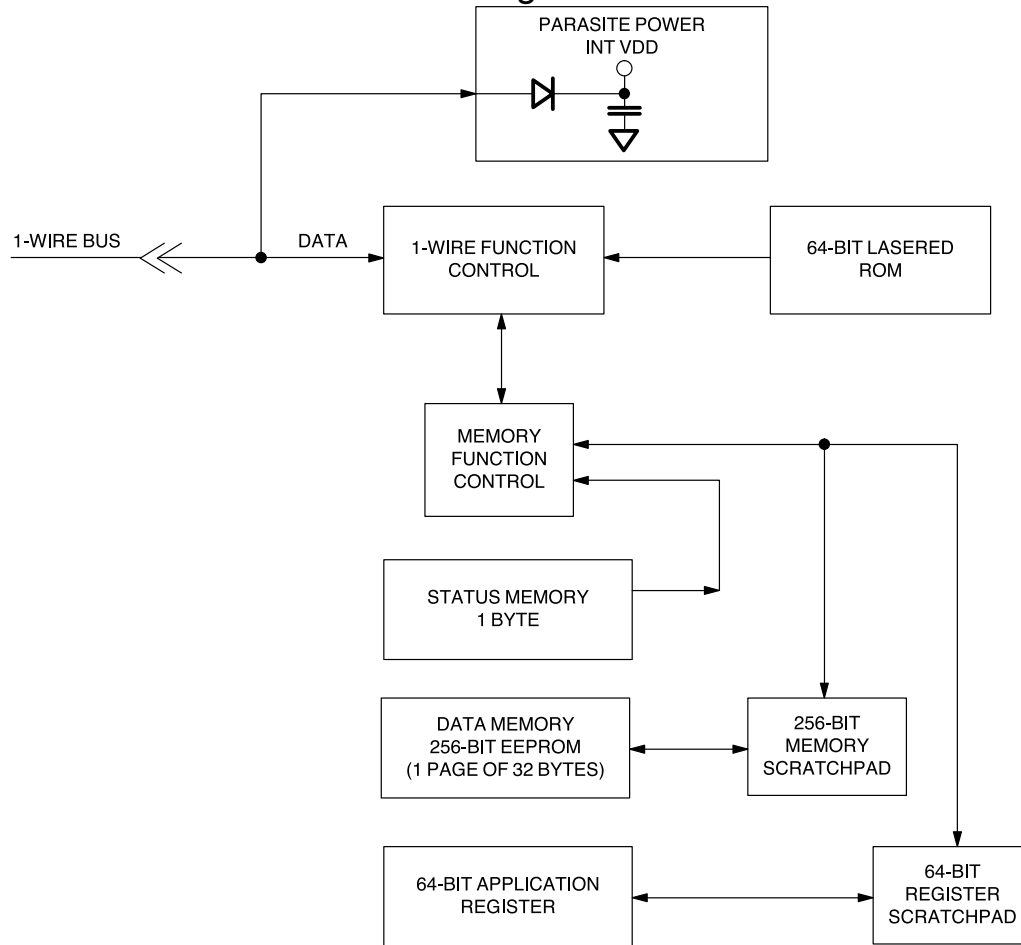 PARASITE POWER
INT VDD
1-WIRE BUS
DATA
1-WIRE FUNCTION
CONTROL
64-BIT LASERED
ROM
MEMORY
FUNCTION
CONTROL
STATUS MEMORY
1 BYTE
DATA MEMORY
256-BIT EEPROM
(1 PAGE OF 32 BYTES)
256-BIT
MEMORY
SCRATCHPAD
64-BIT APPLICATION
REGISTER
64-BIT
REGISTER
SCRATCHPAD